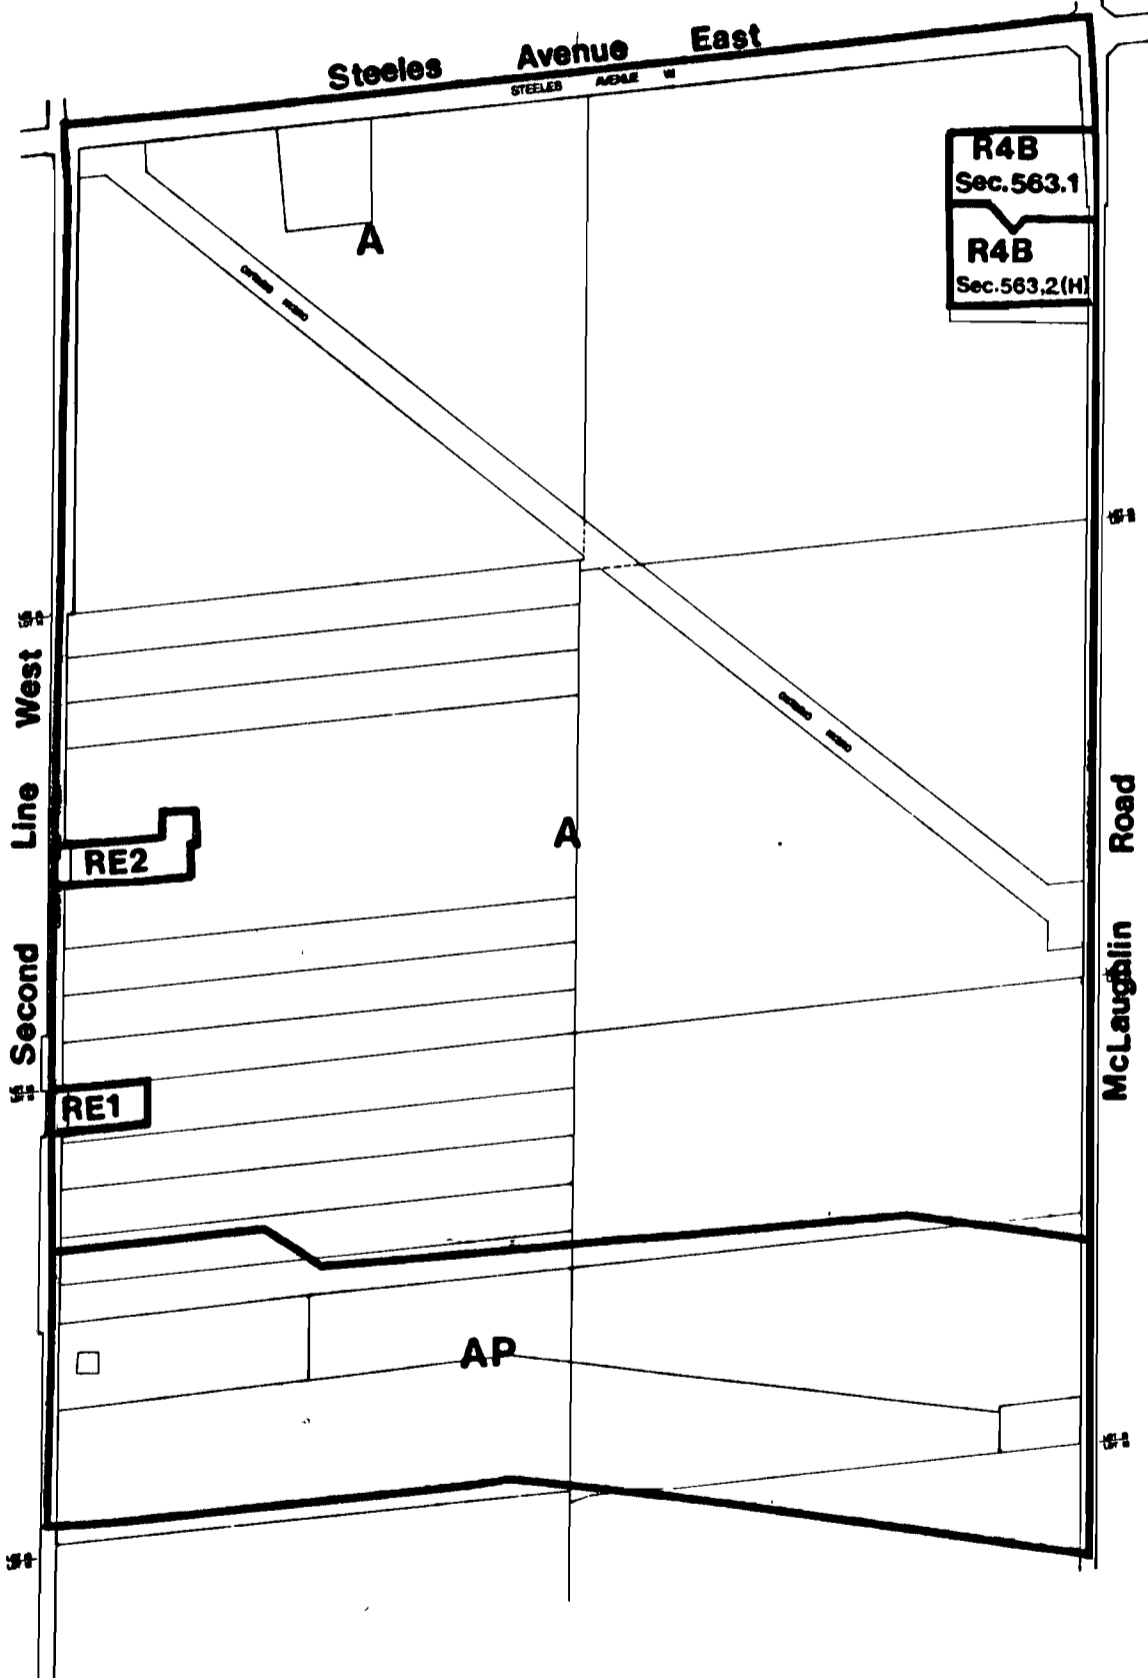 Steeles Avenue East
STEELES AVENUE W
R4B
Sec.563.1
R4B
Sec.563,2(H)
A
Second Line West
McLaughlin Road
A
RE2
RE1
AP